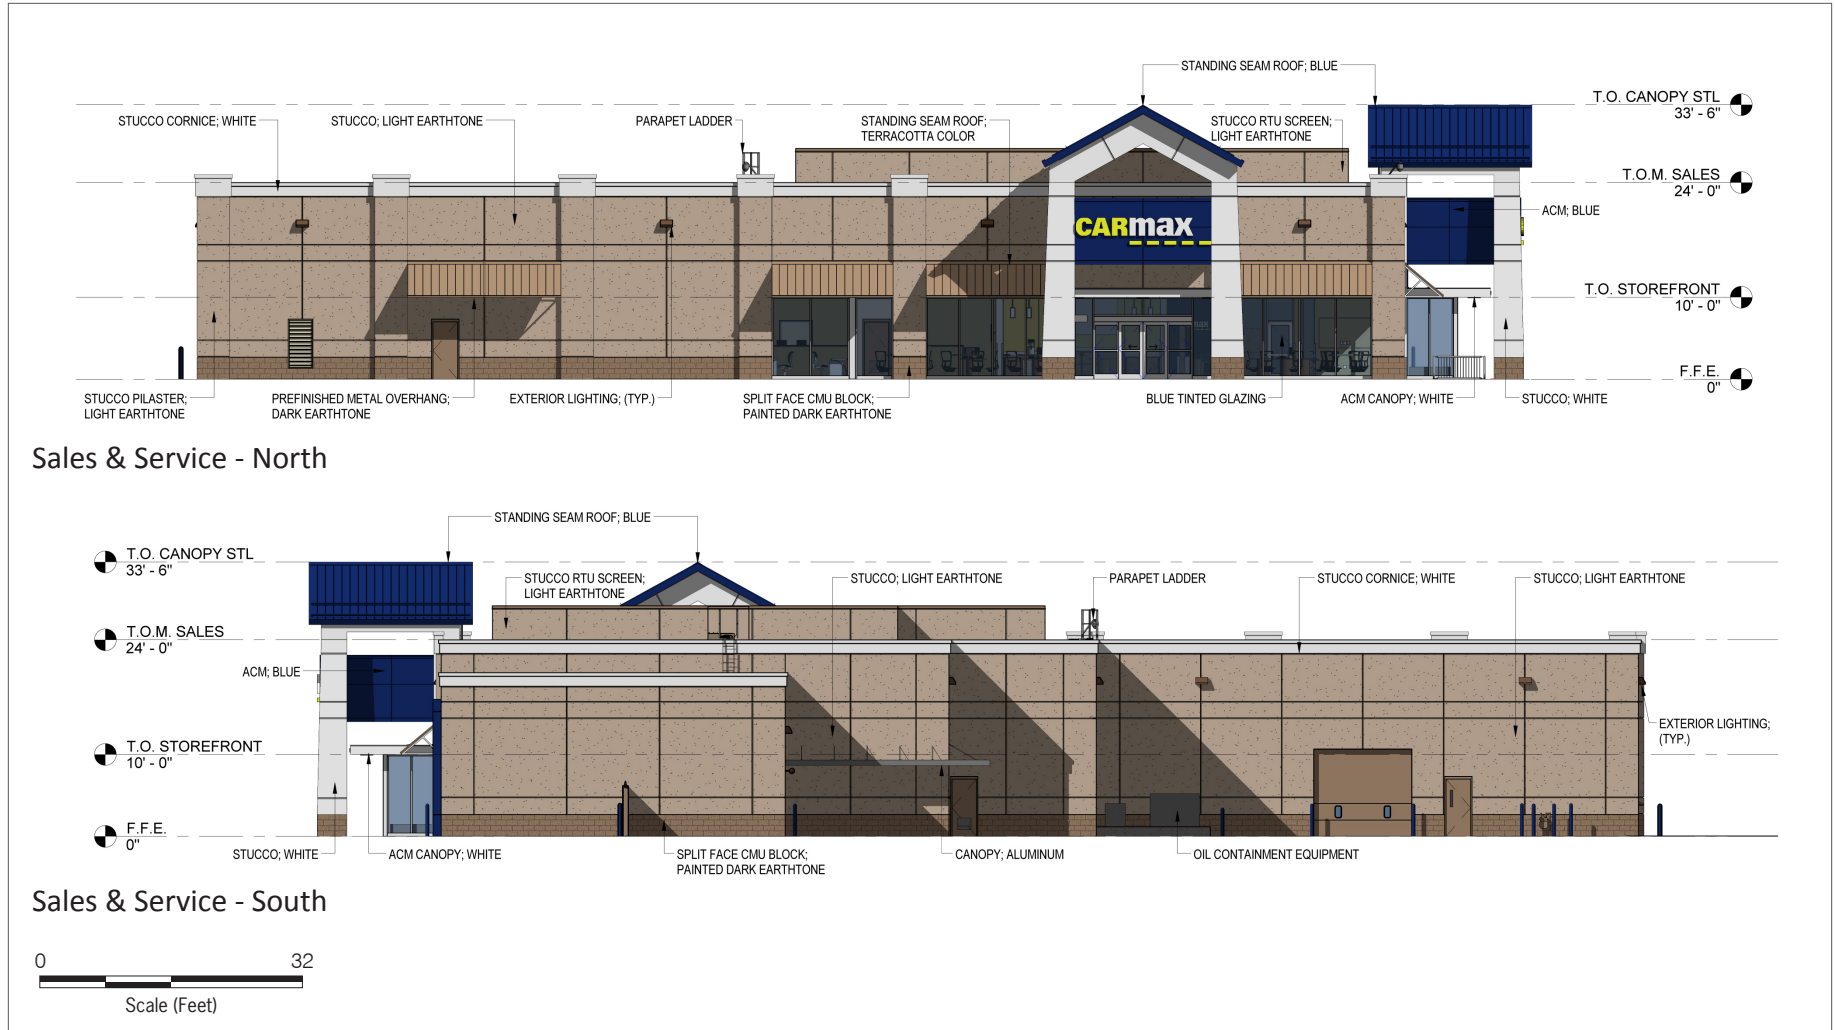 STANDING SEAM ROOF; BLUE
T.O. CANOPY STL
33' - 6"
STUCCO CORNICE; WHITE
STUCCO; LIGHT EARTHTONE
PARAPET LADDER
STANDING SEAM ROOF;
TERRACOTTA COLOR
STUCCO RTU SCREEN;
LIGHT EARTHTONE
T.O.M. SALES
24' - 0"
ACM; BLUE
CARMAX
T.O. STOREFRONT
10' - 0"
F.F.E.
0"
STUCCO PILASTER;
LIGHT EARTHTONE
PREFINISHED METAL OVERHANG;
DARK EARTHTONE
EXTERIOR LIGHTING; (TYP.)
SPLIT FACE CMU BLOCK;
PAINTED DARK EARTHTONE
BLUE TINTED GLAZING
ACM CANOPY; WHITE
STUCCO; WHITE
Sales & Service - North
STANDING SEAM ROOF; BLUE
T.O. CANOPY STL
33' - 6"
STUCCO RTU SCREEN;
LIGHT EARTHTONE
STUCCO; LIGHT EARTHTONE
PARAPET LADDER
STUCCO CORNICE; WHITE
STUCCO; LIGHT EARTHTONE
T.O.M. SALES
24' - 0"
ACM; BLUE
EXTERIOR LIGHTING;
(TYP.)
T.O. STOREFRONT
10' - 0"
F.F.E.
0"
STUCCO; WHITE
ACM CANOPY; WHITE
SPLIT FACE CMU BLOCK;
PAINTED DARK EARTHTONE
CANOPY; ALUMINUM
OIL CONTAINMENT EQUIPMENT
Sales & Service - South
0 32
Scale (Feet)